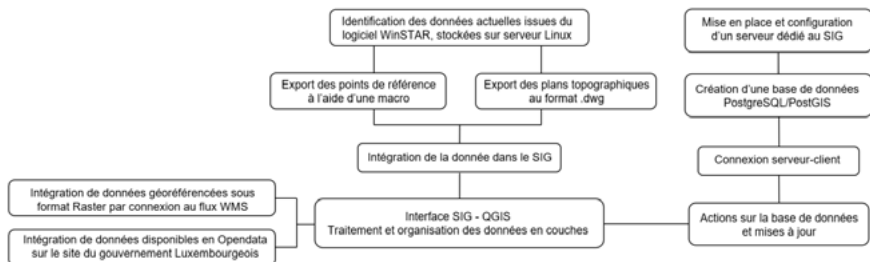 Identification des données actuelles issues du
logiciel WinSTAR, stockées sur serveur Linux
Mise en place et configuration
d'un serveur dédié au SIG
Export des points de référence
à l'aide d'une macro
Export des plans topographiques
au format .dwg
Création d'une base de données
PostgreSQL/PostGIS
Intégration de la donnée dans le SIG
Connexion serveur-client
Intégration de données géoréférencées sous
format Raster par connexion au flux WMS
Interface SIG - QGIS
Traitement et organisation des données en couches
Actions sur la base de données
et mises à jour
Intégration de données disponibles en Opendata
sur le site du gouvernement Luxembourgeois